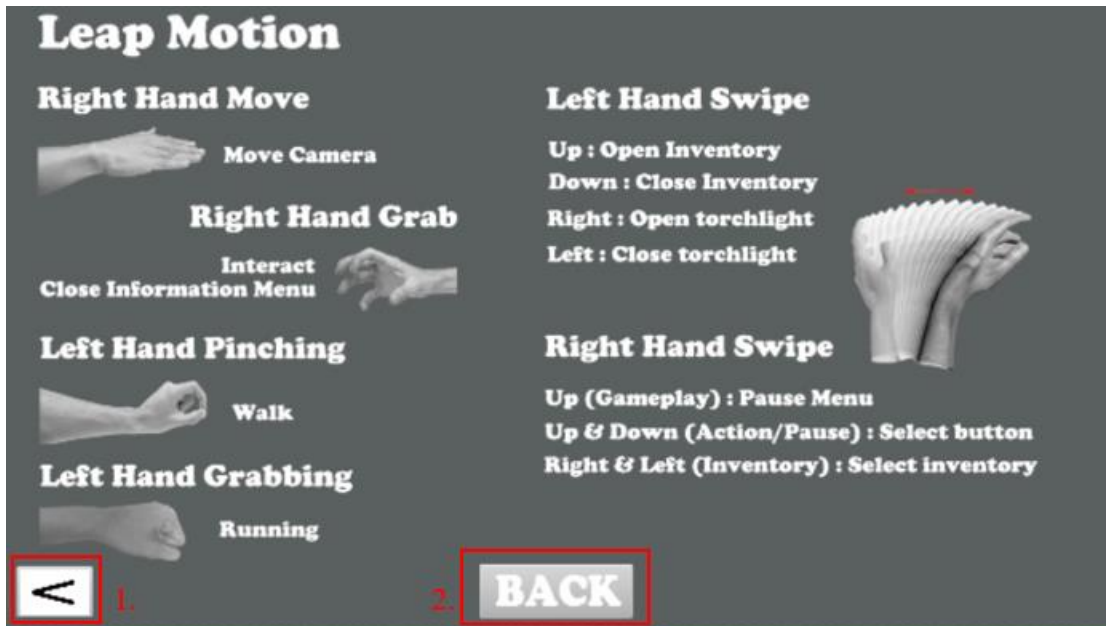 Leap Motion
Right Hand Move
Move Camera
Right Hand Grab
Interact
Close Information Menu
Left Hand Pinching
Walk
Left Hand Grabbing
Running
Left Hand Swipe
Up : Open Inventory
Down : Close Inventory
Right : Open torchlight
Left : Close torchlight
Right Hand Swipe
Up (Gameplay) : Pause Menu
Up & Down (Action/Pause) : Select button
Right & Left (Inventory) : Select inventory
< 1.
2. BACK